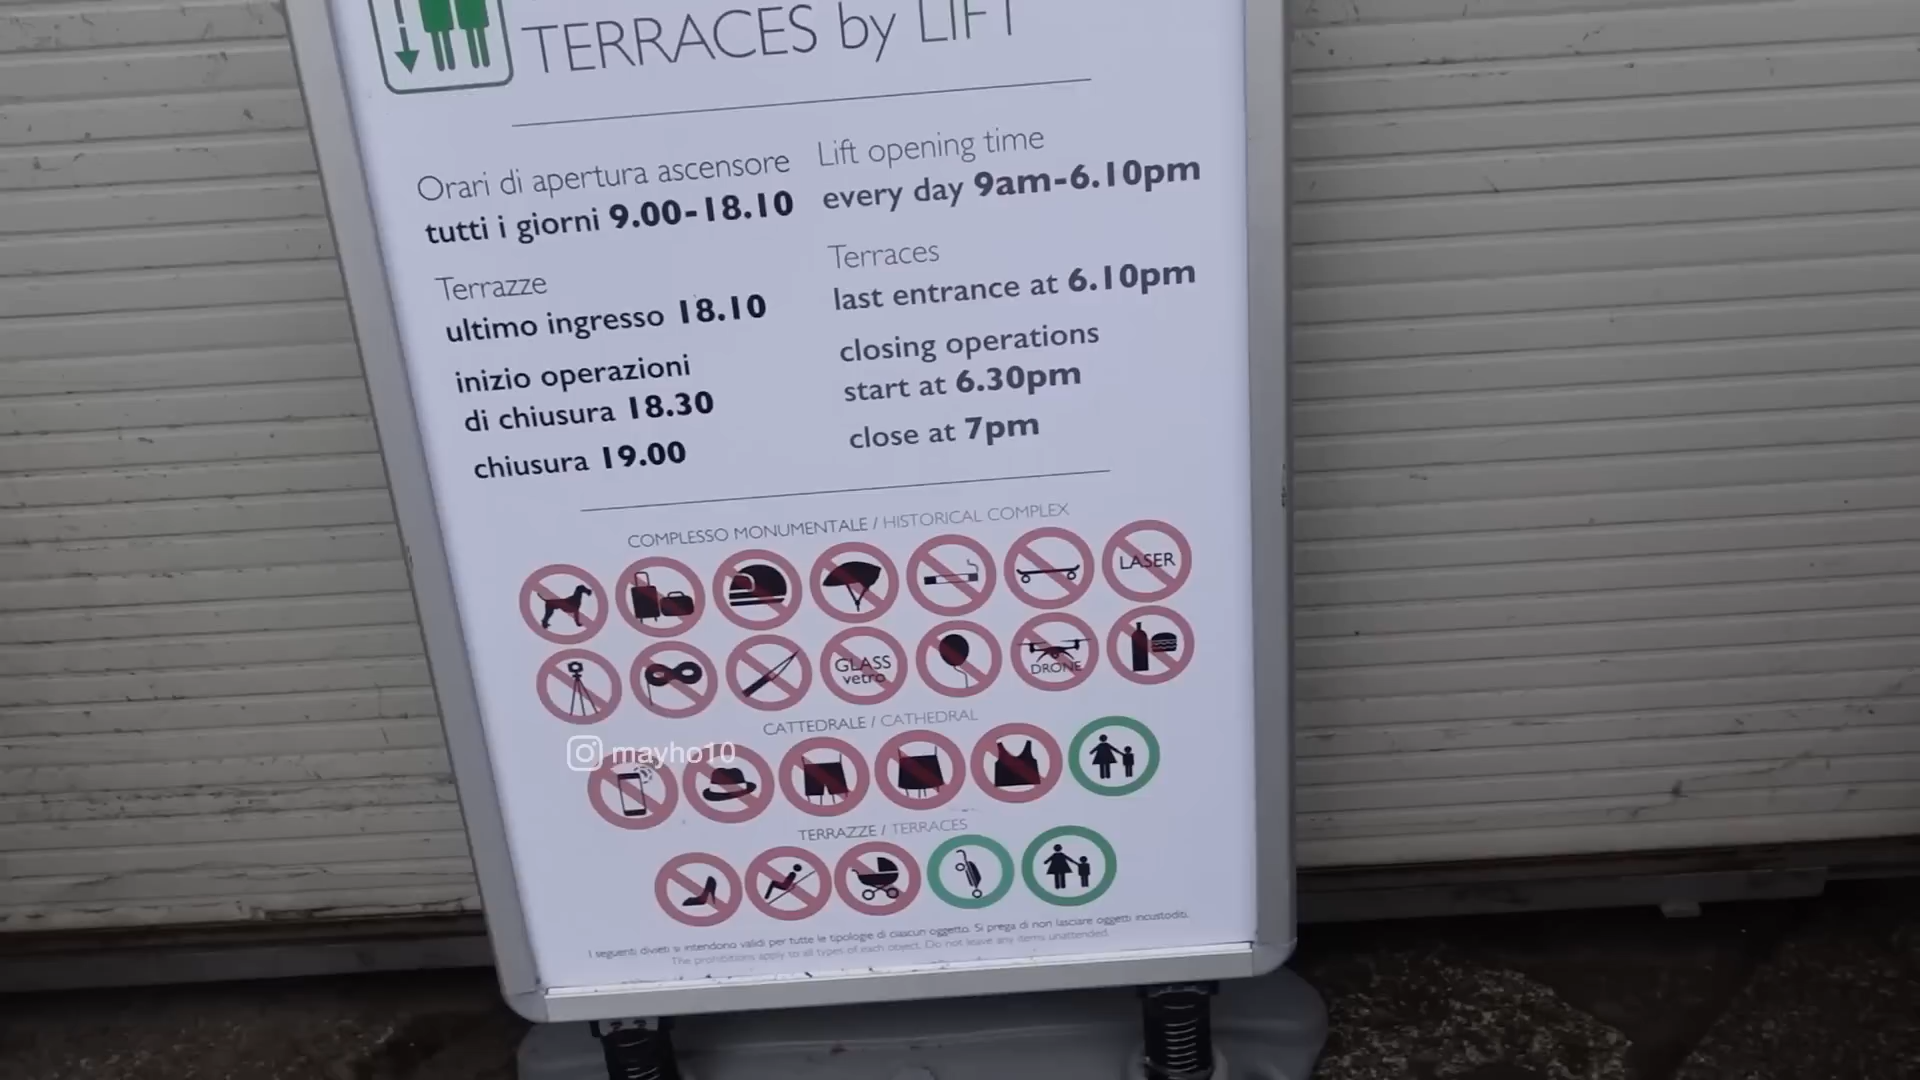 TERRACES by LIFT
Orari di apertura ascensore
tutti i giorni 9.00-18.10
Terrazze
ultimo ingresso 18.10
inizio operazioni
di chiusura 18.30
chiusura 19.00
Lift opening time
every day 9am-6.10pm
Terraces
last entrance at 6.10pm
closing operations
start at 6.30pm
close at 7pm
COMPLESSO MONUMENTALE / HISTORICAL COMPLEX
LASER
GLASS
vetro
DRONE
CATTEDRALE / CATHEDRAL
mayho10
TERRAZZE / TERRACES
I seguenti divieti si intendono validi per tutte le tipologie di ciascun oggetto. Si prega di non lasciare oggetti incustoditi.
The prohibitions apply to all types of each object. Do not leave any items unattended.